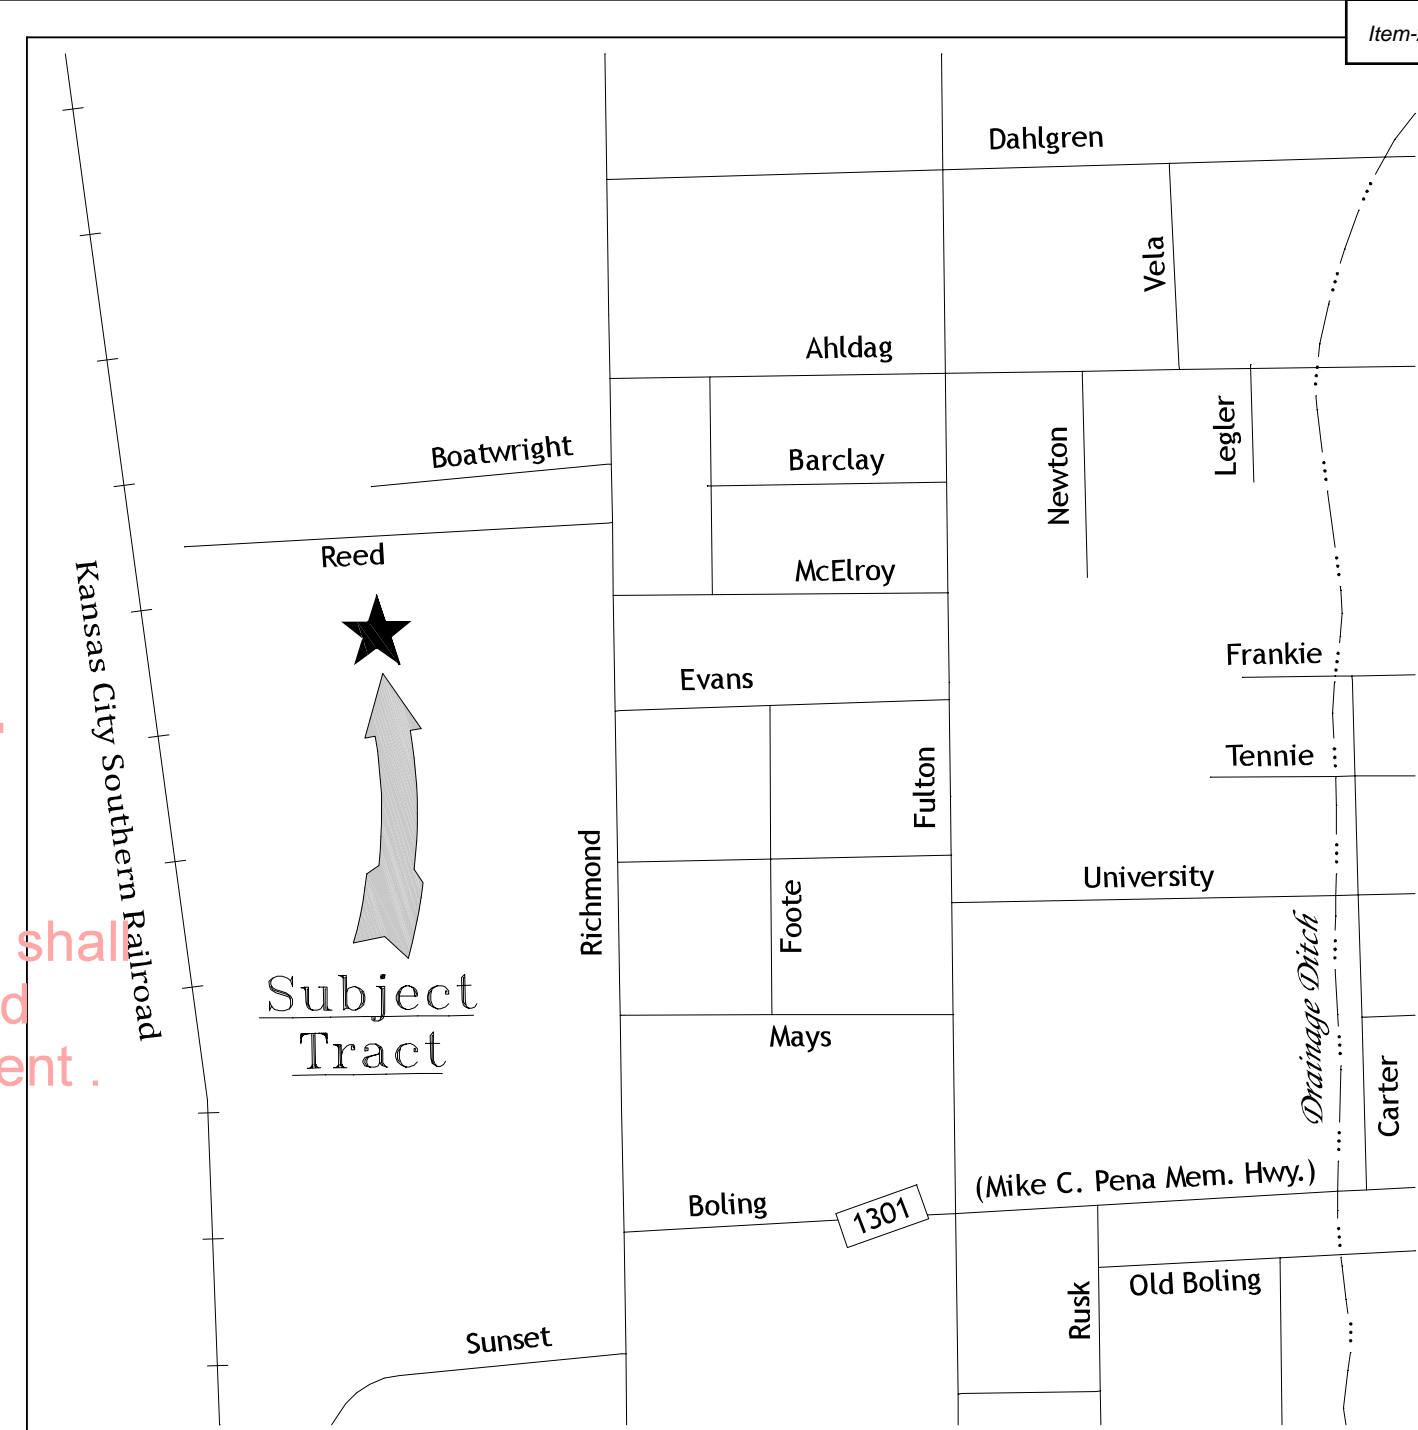 Item-
Dahlgren
Vela
Ahldag
Boatwright
Barclay
Newton
Legler
Reed
McElroy
Kansas City Southern Railroad
Evans
Frankie
Fulton
Tennie
Richmond
Foote
University
shall
Drainage Ditch
Subject
Tract
Mays
Carter
(Mike C. Pena Mem. Hwy.)
Boling
1301
Rusk
Old Boling
Sunset